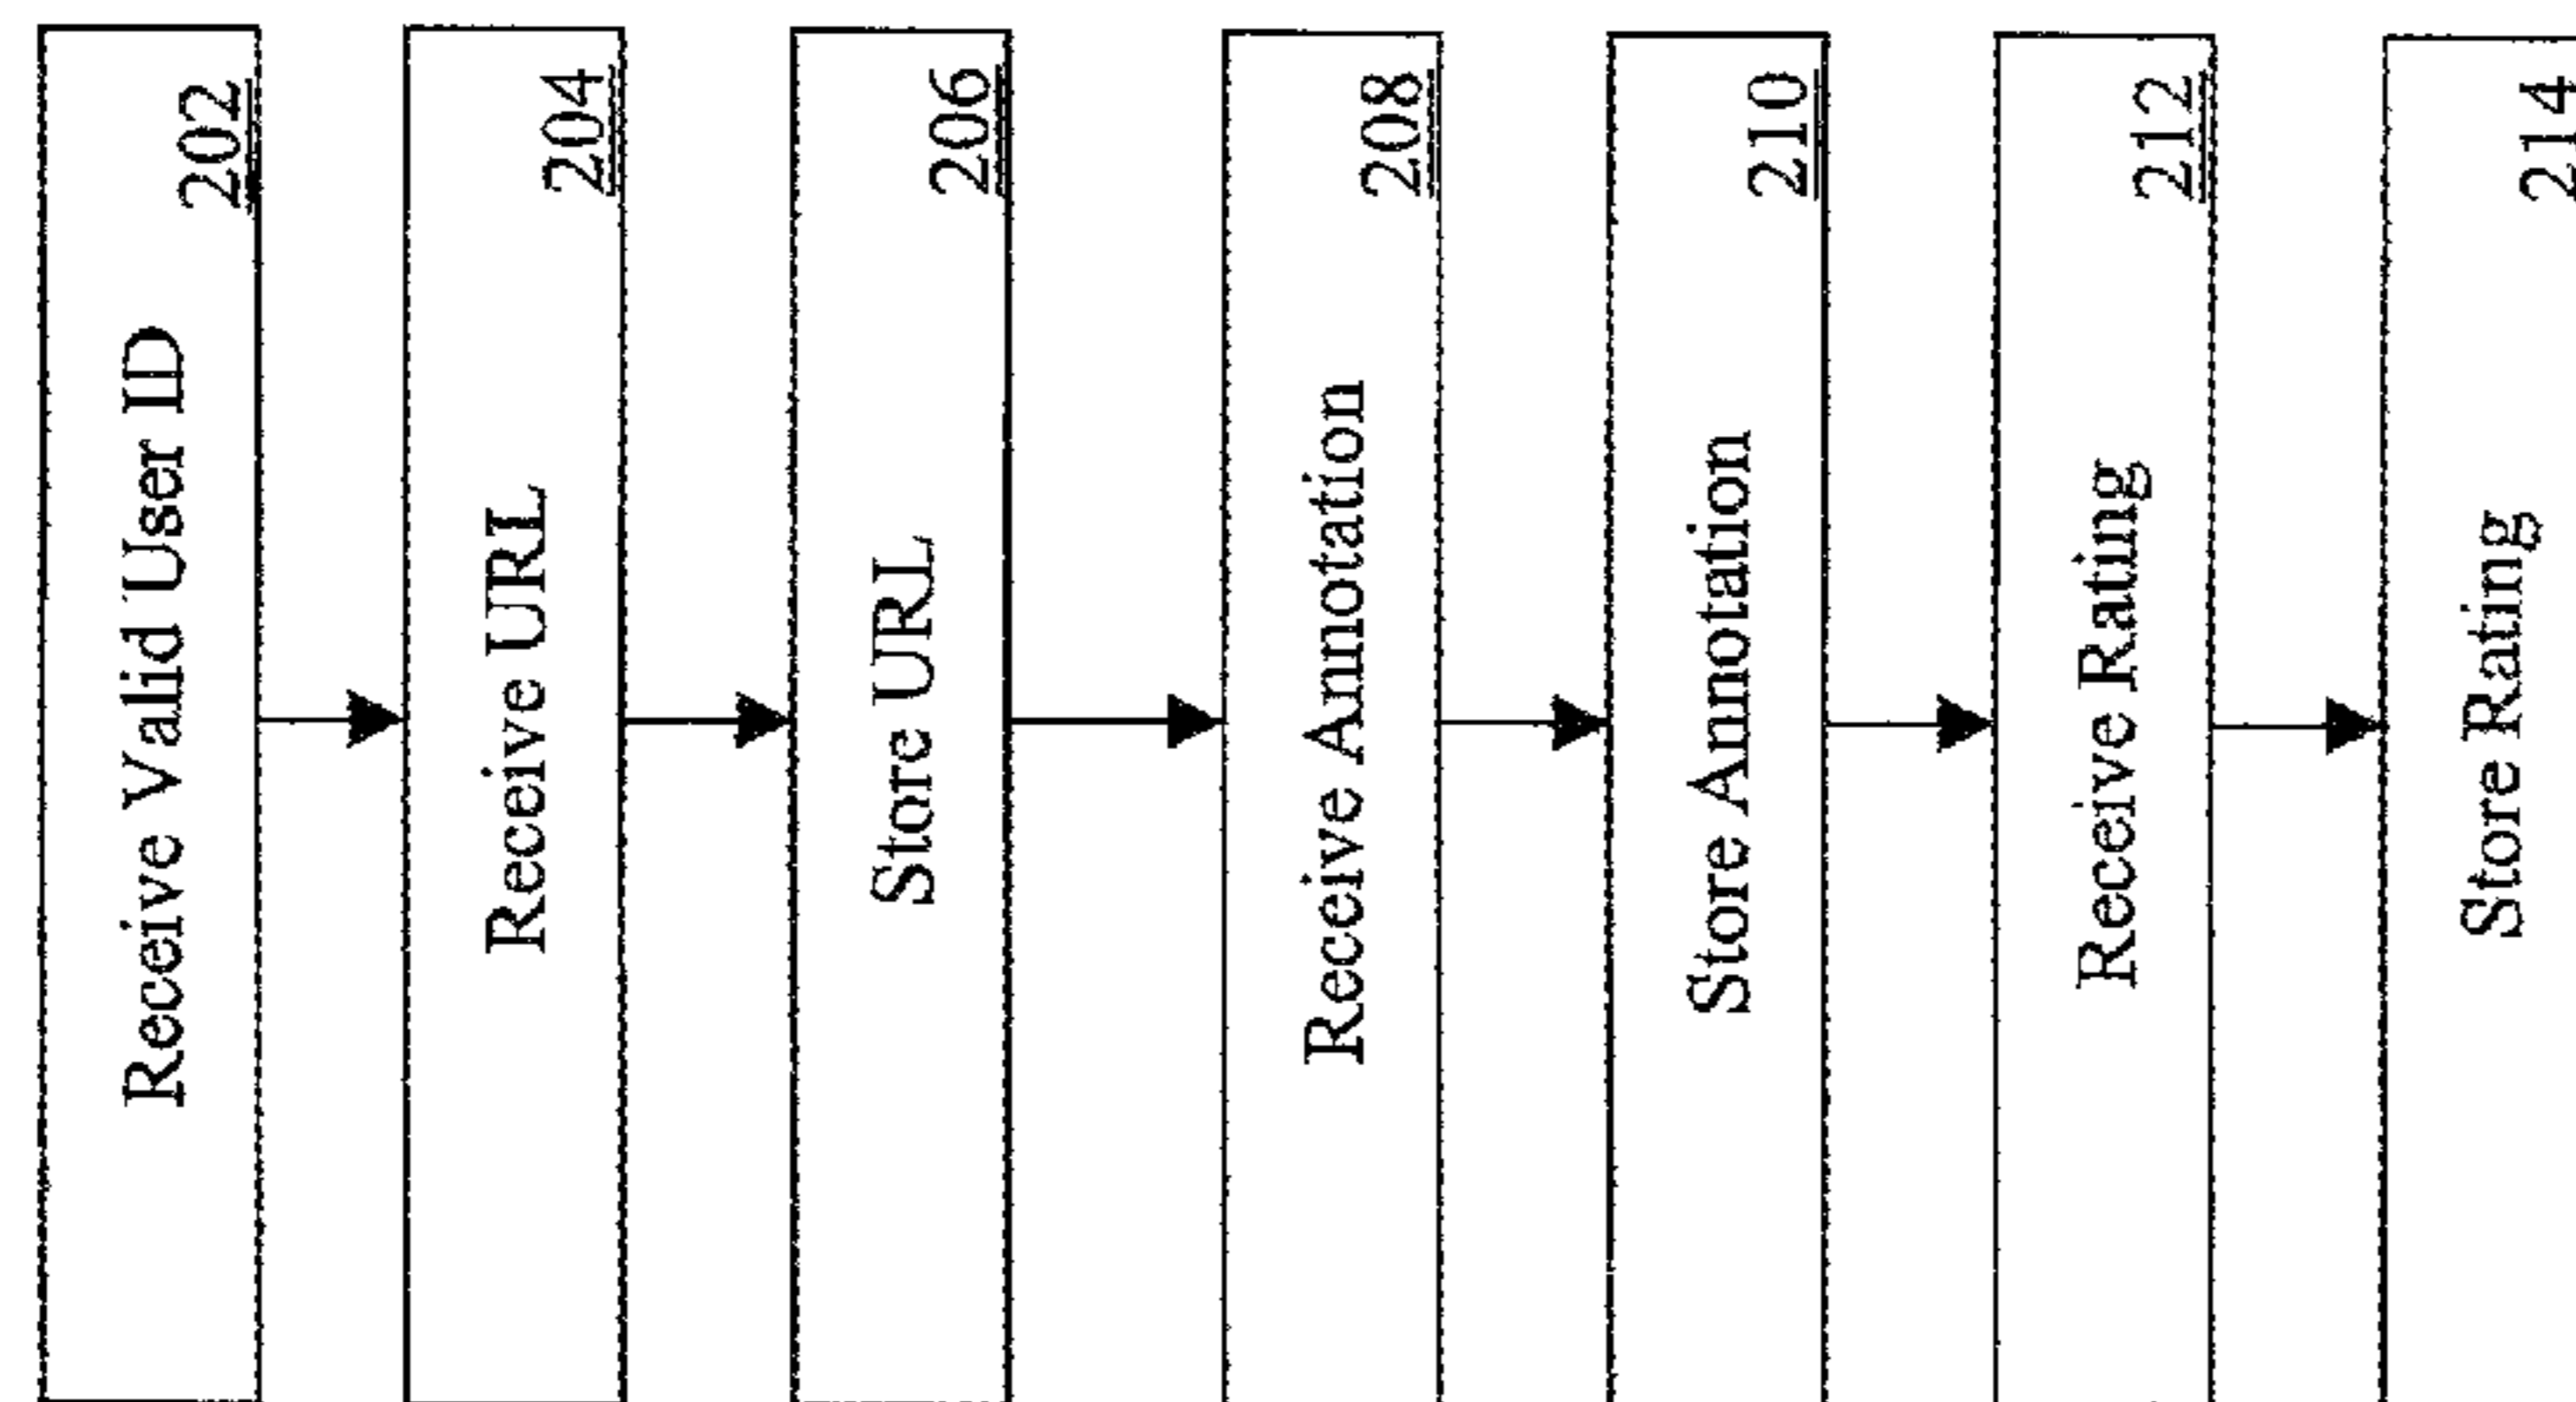 Receive Valid User ID
202
Receive URL
204
Store URL
206
Receive Annotation
208
Store Annotation
210
Receive Rating
212
Store Rating
214